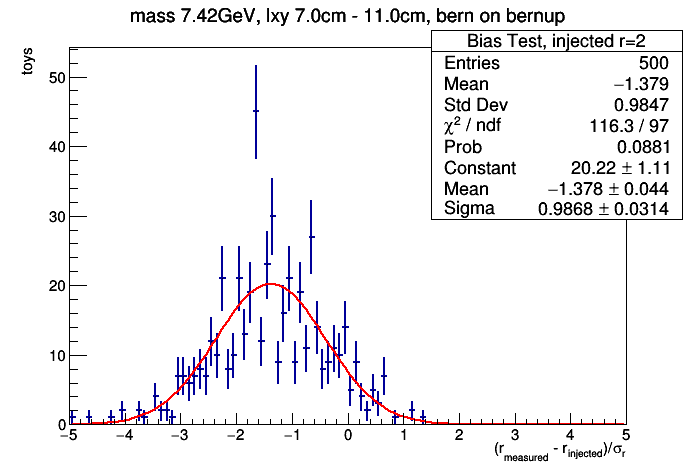 mass 7.42GeV, lxy 7.0cm - 11.0cm, bern on bernup
toys
Bias Test, injected r=2
Entries 500
Mean −1.379
Std Dev 0.9847
χ² / ndf 116.3 / 97
Prob 0.0881
Constant 20.22 ± 1.11
Mean −1.378 ± 0.044
Sigma 0.9868 ± 0.0314
50
40
30
20
10
0
−5 −4 −3 −2 −1 0 1 2 3 4 5
(r_measured - r_injected)/σ_r